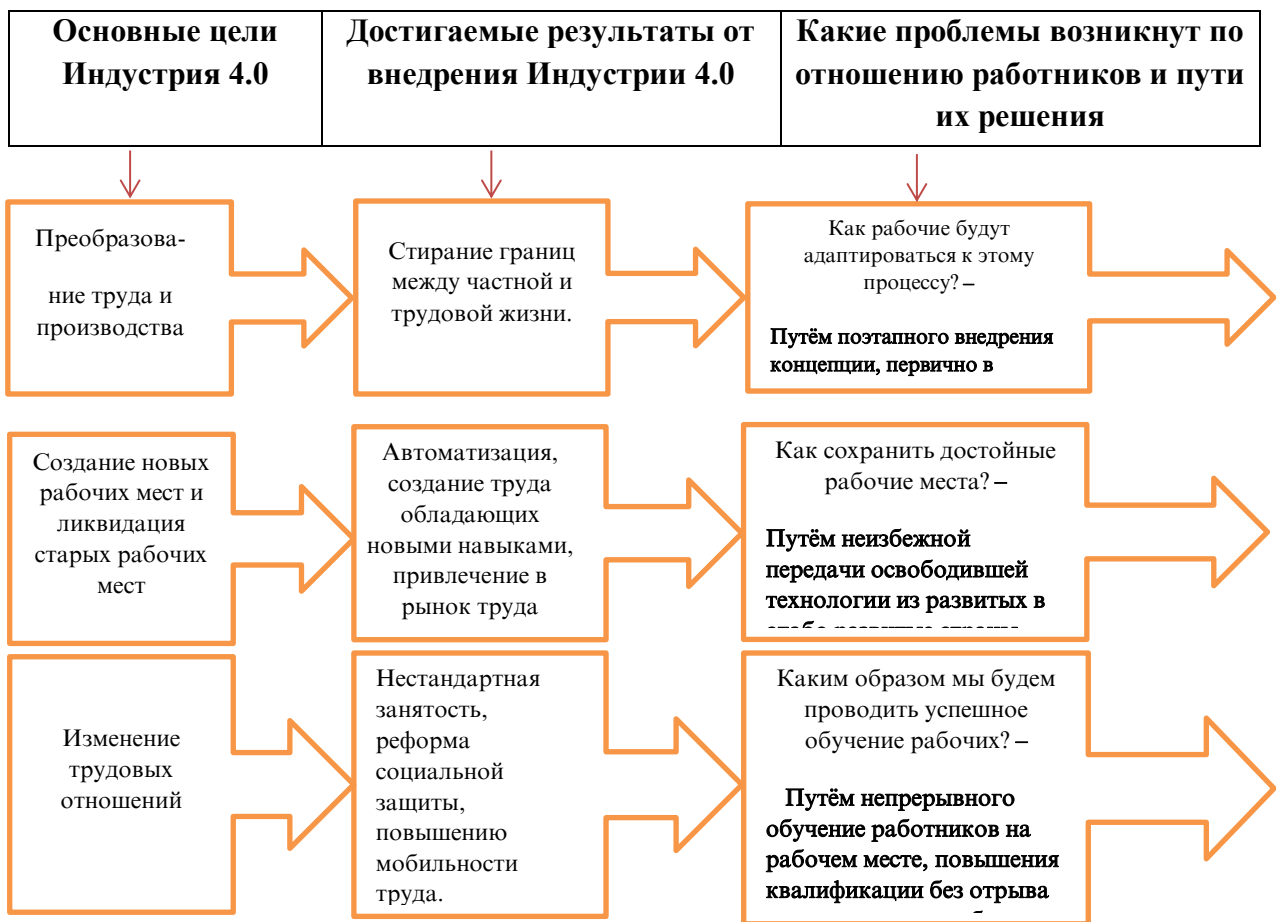 Основные цели
Индустрия 4.0
Достигаемые результаты от
внедрения Индустрии 4.0
Какие проблемы возникнут по
отношению работников и пути
их решения
Преобразова-
ние труда и
производства
Стирание границ
между частной и
трудовой жизни.
Как рабочие будут
адаптироваться к этому
процессу? –
Путём поэтапного внедрения
концепции, первично в
Создание новых
рабочих мест и
ликвидация
старых рабочих
мест
Автоматизация,
создание труда
обладающих
новыми навыками,
привлечение в
рынок труда
Как сохранить достойные
рабочие места? –
Путём неизбежной
передачи освободившей
технологии из развитых в
Изменение
трудовых
отношений
Нестандартная
занятость,
реформа
социальной
защиты,
повышению
мобильности
труда.
Каким образом мы будем
проводить успешное
обучение рабочих? –
Путём непрерывного
обучение работников на
рабочем месте, повышения
квалификации без отрыва